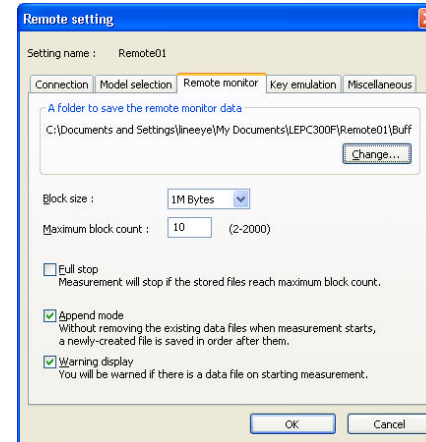 Remote setting
Setting name : Remote01
Connection Model selection Remote monitor Key emulation Miscellaneous
A folder to save the remote monitor data
C:\Documents and Settings\lineeye\My Documents\LEPC300F\Remote01\Buff
Change...
Block size : 1M Bytes
Maximum block count : 10 (2-2000)
Full stop
Measurement will stop if the stored files reach maximum block count.
Append mode
Without removing the existing data files when measurement starts,
a newly-created file is saved in order after them.
Warning display
You will be warned if there is a data file on starting measurement.
OK Cancel